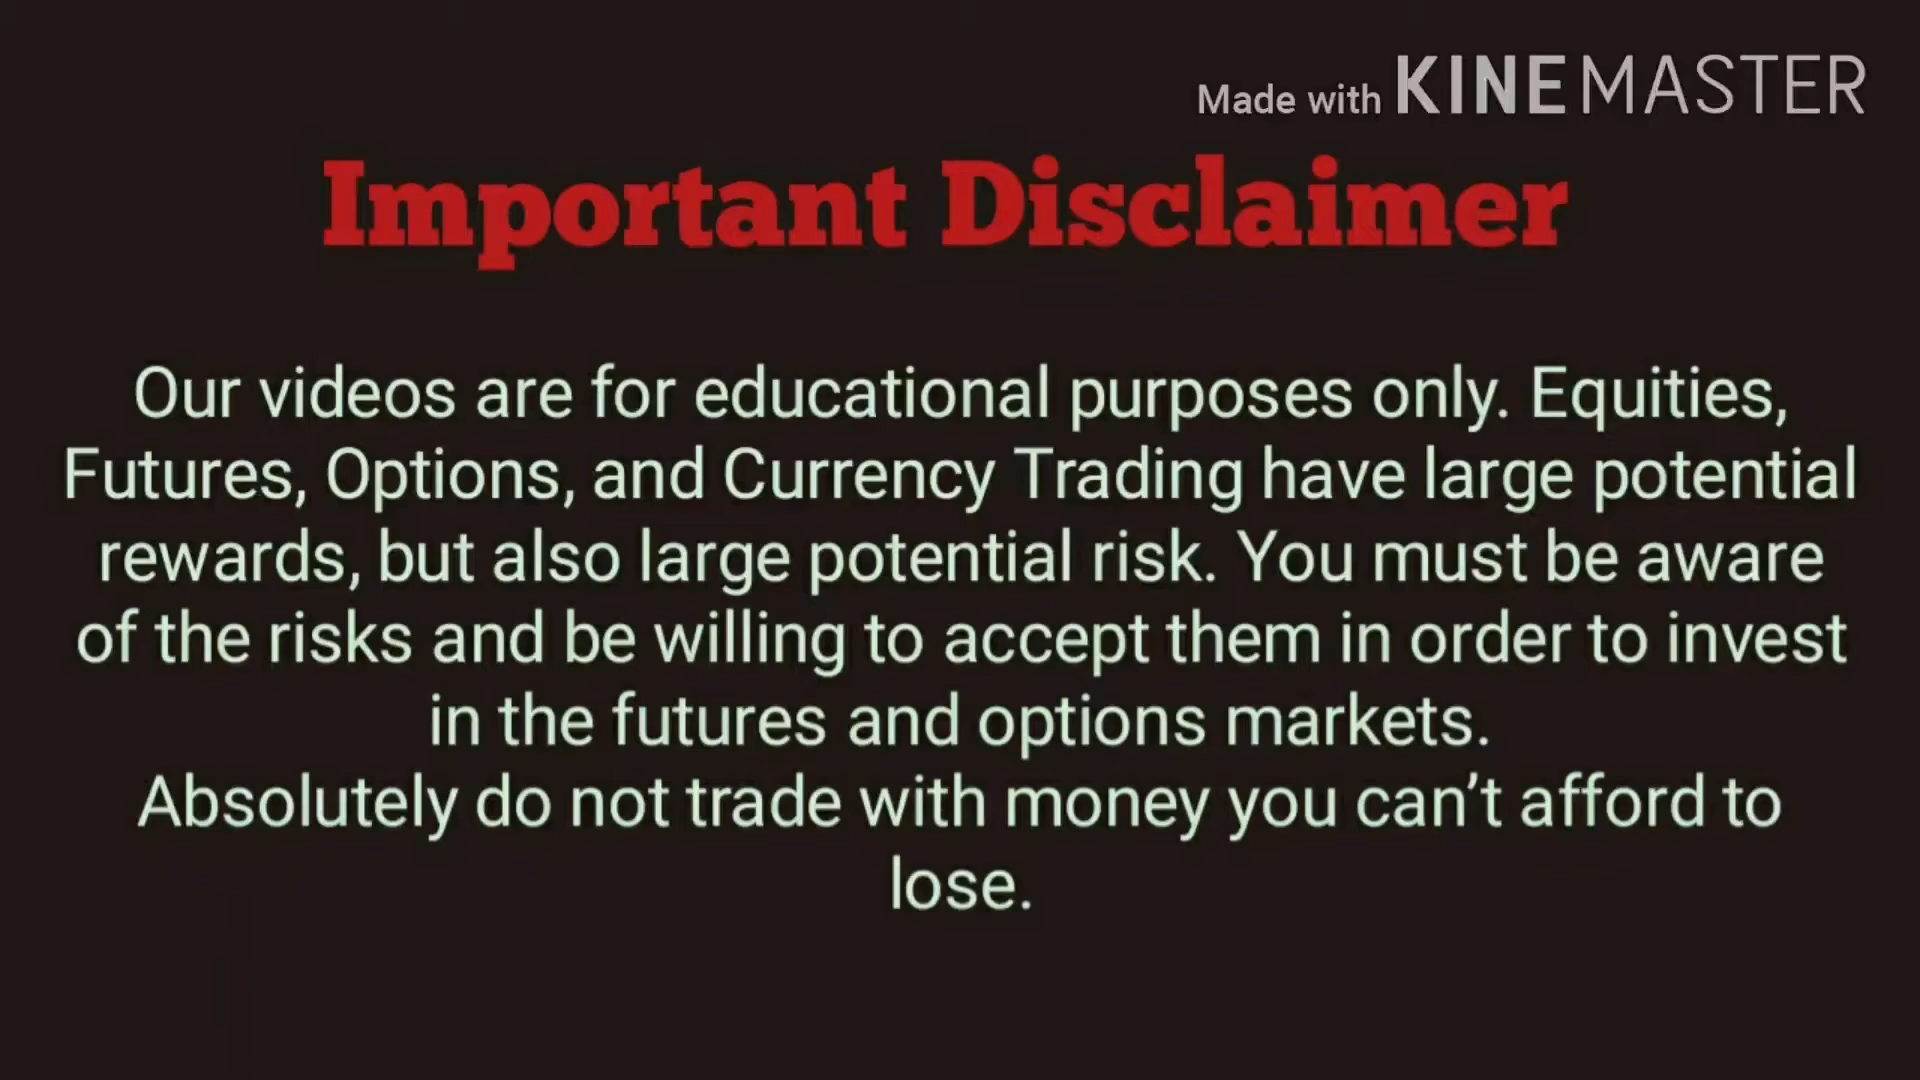 Made with KINEMASTER
Important Disclaimer
Our videos are for educational purposes only. Equities,
Futures, Options, and Currency Trading have large potential
rewards, but also large potential risk. You must be aware
of the risks and be willing to accept them in order to invest
in the futures and options markets.
Absolutely do not trade with money you can’t afford to
lose.